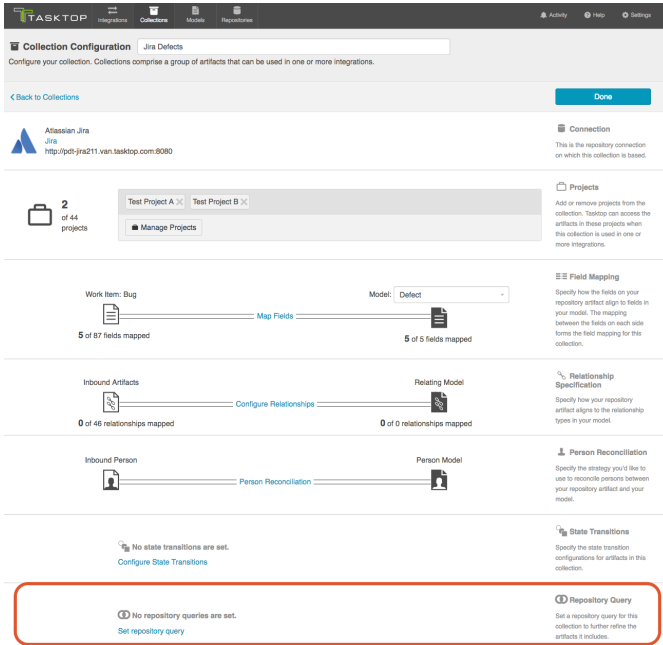 TASKTOP
Integrations
Collections
Models
Repositories
Activity
Help
Settings
Collection Configuration
Jira Defects
Configure your collection. Collections comprise a group of artifacts that can be used in one or more integrations.
Back to Collections
Done
Atlassian Jira
Jira
http://pdt-jira211.van.tasktop.com:8080
Connection
This is the repository connection
on which this collection is based.
2
of 44
projects
Test Project A
Test Project B
Manage Projects
Projects
Add or remove projects from the
collection. Tasktop can access the
artifacts in these projects when
this collection is used in one or
more integrations.
Work Item: Bug
Model: Defect
Map Fields
5 of 87 fields mapped
5 of 5 fields mapped
Field Mapping
Specify how the fields on your
repository artifact align to fields in
your model. The mapping
between the fields on each side
forms the field mapping for this
collection.
Inbound Artifacts
Relating Model
Configure Relationships
0 of 46 relationships mapped
0 of 0 relationships mapped
Relationship
Specification
Specify how your repository
artifact aligns to the relationship
types in your model.
Inbound Person
Person Model
Person Reconciliation
Person Reconciliation
Specify the strategy you'd like to
use to reconcile persons between
your repository artifact and your
model.
No state transitions are set.
Configure State Transitions
State Transitions
Specify the state transition
configurations for artifacts in this
collection.
No repository queries are set.
Set repository query
Repository Query
Set a repository query for this
collection to further refine the
artifacts it includes.